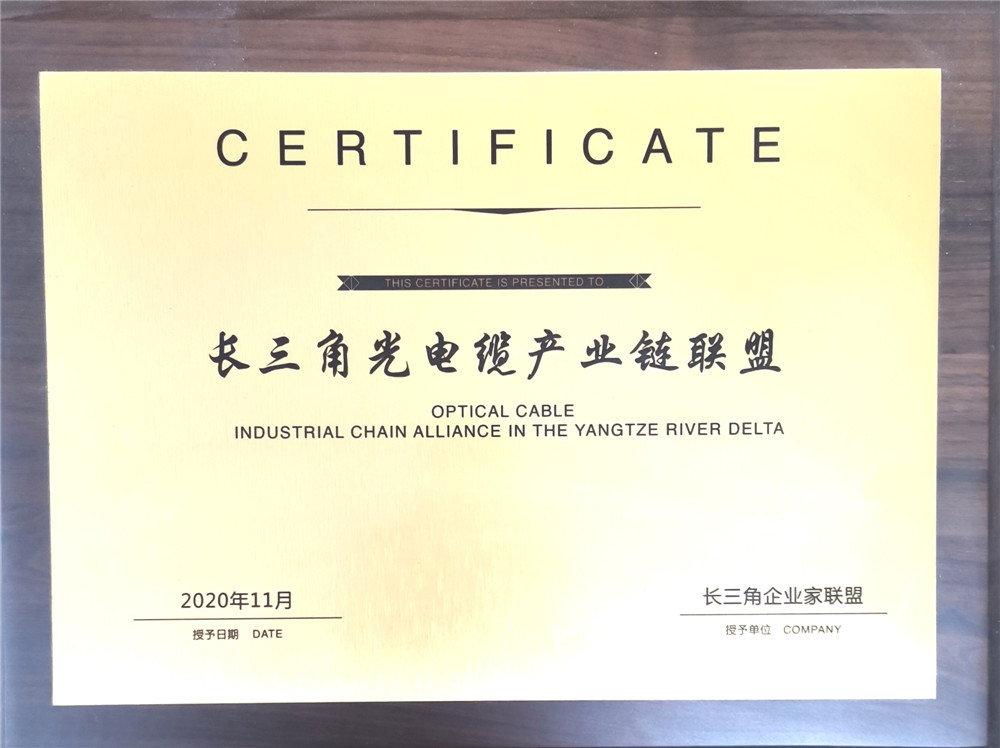 CERTIFICATE
THIS CERTIFICATE IS PRESENTED TO
长三角光电缆产业链联盟
OPTICAL CABLE
INDUSTRIAL CHAIN ALLIANCE IN THE YANGTZE RIVER DELTA
2020年11月
授予日期 DATE
长三角企业家联盟
授予单位 COMPANY